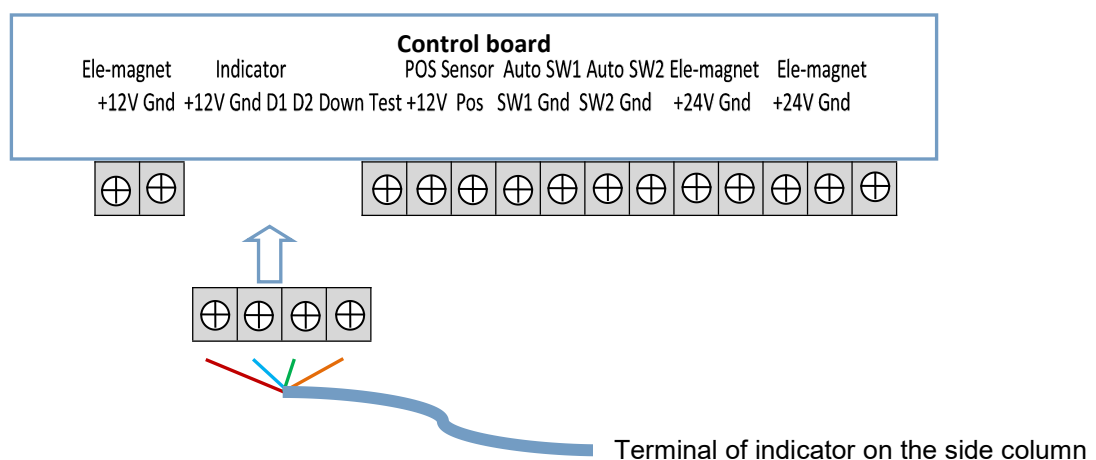 Control board
Ele-magnet Indicator POS Sensor Auto SW1 Auto SW2 Ele-magnet Ele-magnet
+12V Gnd +12V Gnd D1 D2 Down Test +12V Pos SW1 Gnd SW2 Gnd +24V Gnd +24V Gnd
Terminal of indicator on the side column